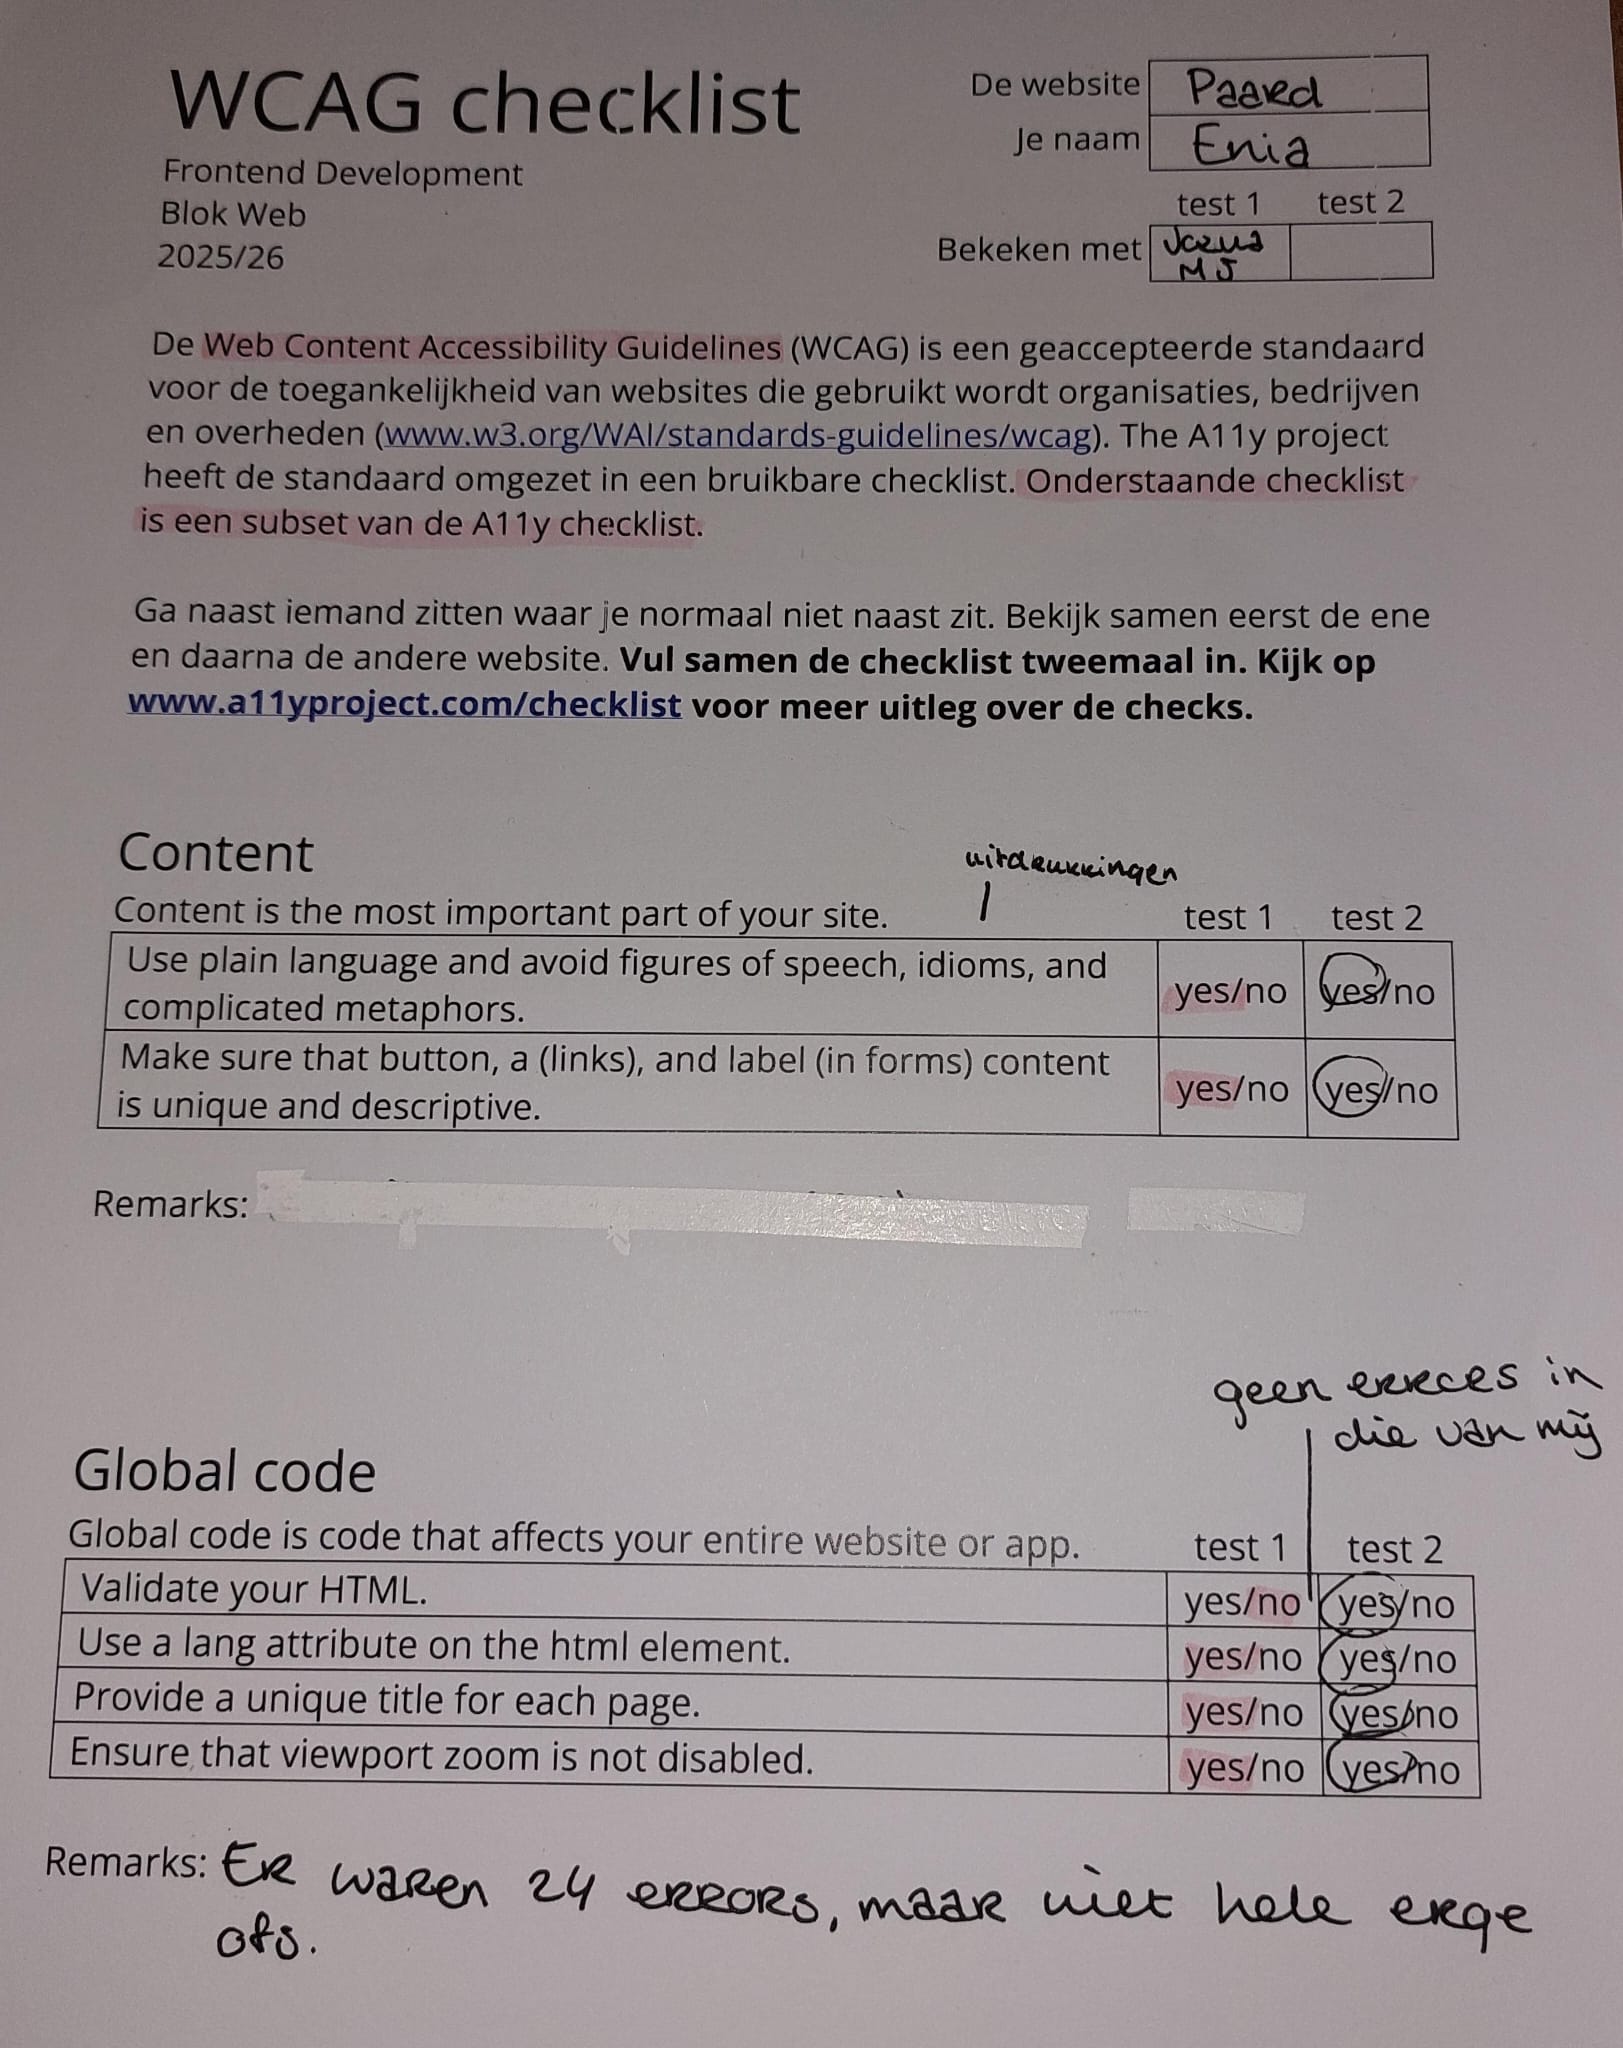 WCAG checklist
Frontend Development
Blok Web
2025/26
De website Paard
Je naam Enia
test 1 test 2
Bekeken met
MJ
De Web Content Accessibility Guidelines (WCAG) is een geaccepteerde standaard
voor de toegankelijkheid van websites die gebruikt wordt organisaties, bedrijven
en overheden (www.w3.org/WAI/standards-guidelines/wcag). The A11y project
heeft de standaard omgezet in een bruikbare checklist. Onderstaande checklist
is een subset van de A11y checklist.
Ga naast iemand zitten waar je normaal niet naast zit. Bekijk samen eerst de ene
en daarna de andere website. Vul samen de checklist tweemaal in. Kijk op
www.a11yproject.com/checklist voor meer uitleg over de checks.
Content
uitdrukkingen
Content is the most important part of your site. test 1 test 2
Use plain language and avoid figures of speech, idioms, and
complicated metaphors. yes/no yes/no
Make sure that button, a (links), and label (in forms) content
is unique and descriptive. yes/no yes/no
Remarks:
geen erroes in
die van mij
Global code
Global code is code that affects your entire website or app. test 1 test 2
Validate your HTML. yes/no yes/no
Use a lang attribute on the html element. yes/no yes/no
Provide a unique title for each page. yes/no yes/no
Ensure that viewport zoom is not disabled. yes/no yes/no
Remarks: Er waren 24 errors, maar niet hele erge
ofs.